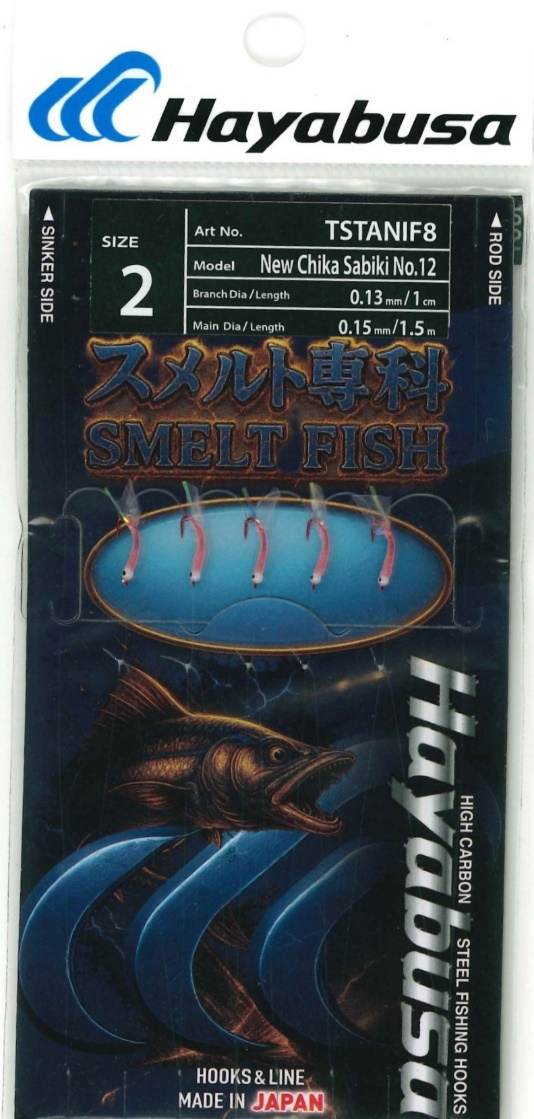 Hayabusa
SIZE
2
Art No. TSTANIF8
Model New Chika Sabiki No.12
Branch Dia / Length 0.13 mm / 1 cm
Main Dia / Length 0.15 mm / 1.5 m
◀ SINKER SIDE
◀ ROD SIDE
スメルト専科
SMELT FISH
Hayabusa
HIGH CARBON STEEL FISHING HOOKS
HOOKS & LINE
MADE IN JAPAN